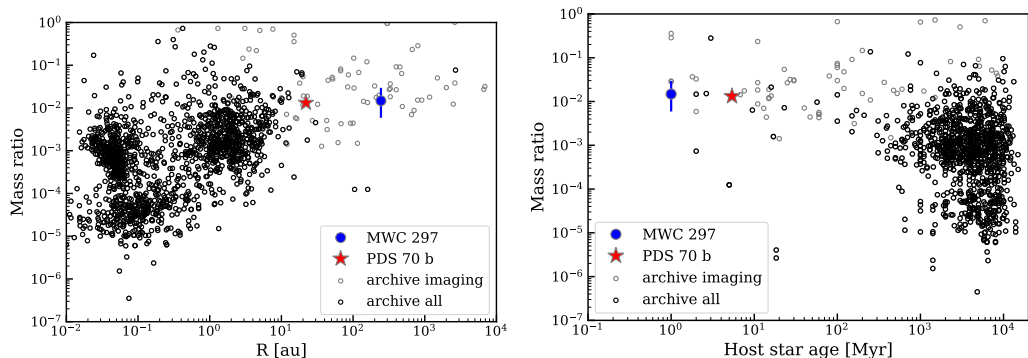 10^0
10^-1
10^-2
10^-3
10^-4
10^-5
10^-6
10^-7
Mass ratio
MWC 297
PDS 70 b
archive imaging
archive all
10^-2 10^-1 10^0 10^1 10^2 10^3 10^4
R [au]
10^0
10^-1
10^-2
10^-3
10^-4
10^-5
10^-6
10^-7
Mass ratio
MWC 297
PDS 70 b
archive imaging
archive all
10^-1 10^0 10^1 10^2 10^3 10^4
Host star age [Myr]